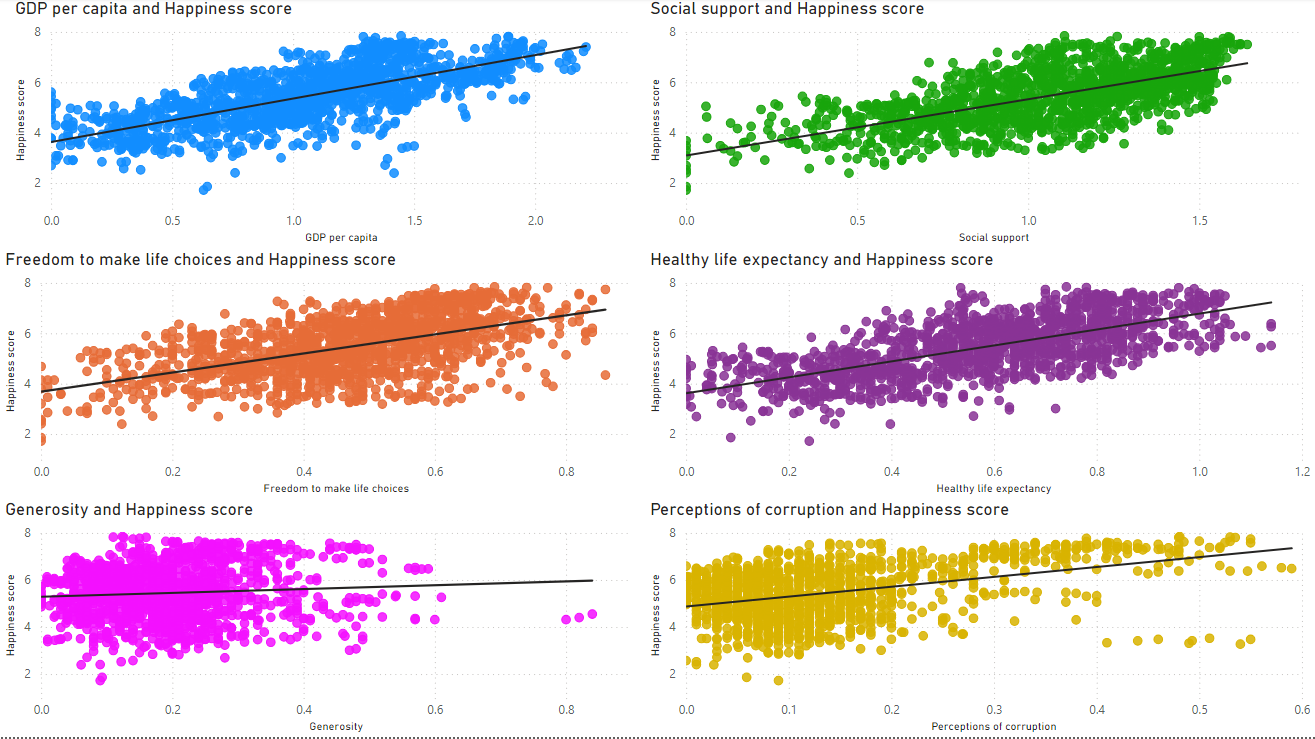 GDP per capita and Happiness score
Happiness score
8
6
4
2
0.0 0.5 1.0 1.5 2.0
GDP per capita
Social support and Happiness score
Happiness score
8
6
4
2
0.0 0.5 1.0 1.5
Social support
Freedom to make life choices and Happiness score
Happiness score
8
6
4
2
0.0 0.2 0.4 0.6 0.8
Freedom to make life choices
Healthy life expectancy and Happiness score
Happiness score
8
6
4
2
0.0 0.2 0.4 0.6 0.8 1.0 1.2
Healthy life expectancy
Generosity and Happiness score
Happiness score
8
6
4
2
0.0 0.2 0.4 0.6 0.8
Generosity
Perceptions of corruption and Happiness score
Happiness score
8
6
4
2
0.0 0.1 0.2 0.3 0.4 0.5 0.6
Perceptions of corruption